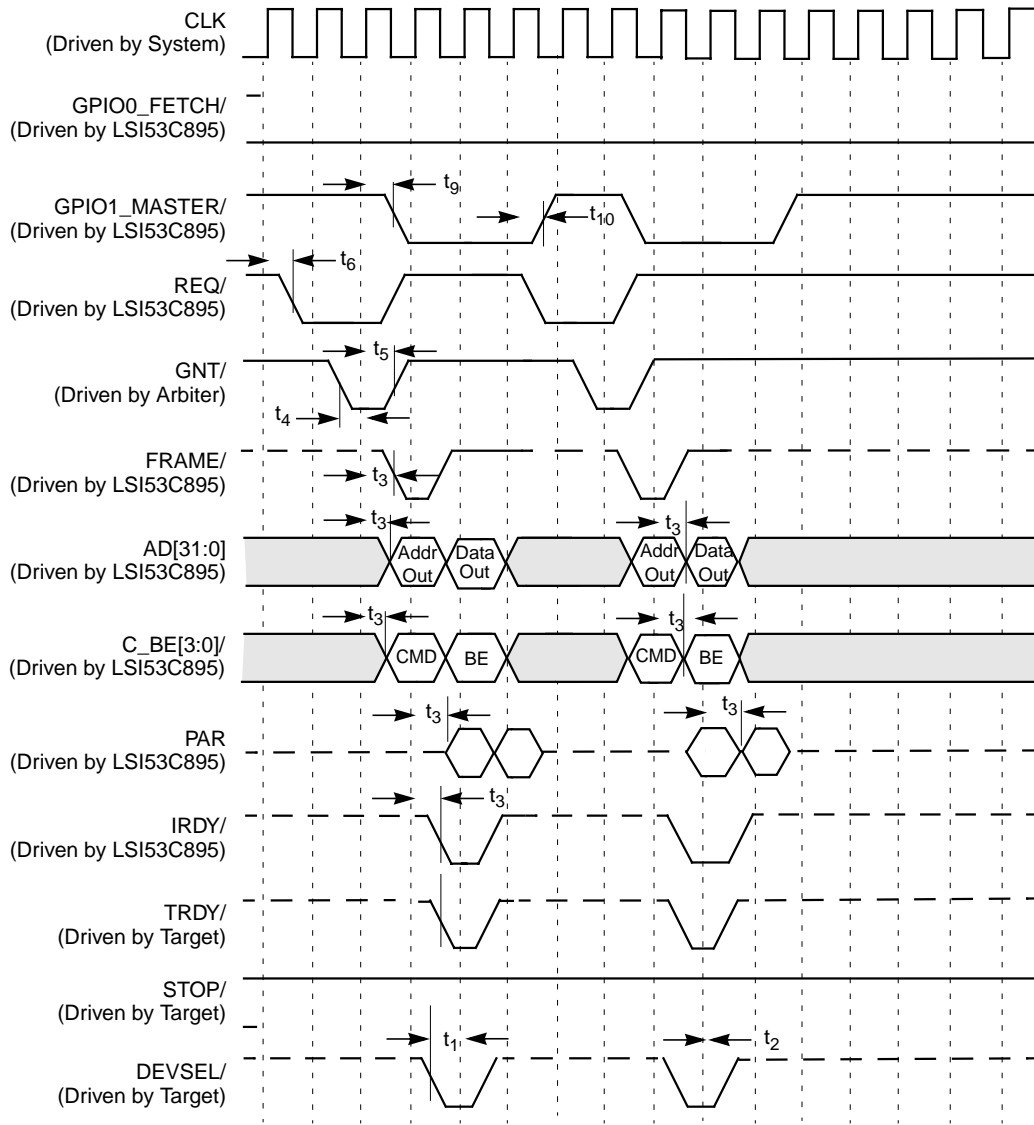 CLK
(Driven by System)
GPIO0_FETCH/
(Driven by LSI53C895)
t9
GPIO1_MASTER/
(Driven by LSI53C895)
t10
t6
REQ/
(Driven by LSI53C895)
t5
GNT/
(Driven by Arbiter)
t4
FRAME/
(Driven by LSI53C895)
t3
t3 t3
AD[31:0]
(Driven by LSI53C895)
Addr Data Addr Data
Out Out Out Out
t3 t3
C_BE[3:0]/
(Driven by LSI53C895)
CMD BE CMD BE
t3 t3
PAR
(Driven by LSI53C895)
t3
IRDY/
(Driven by LSI53C895)
TRDY/
(Driven by Target)
STOP/
(Driven by Target)
t1 t2
DEVSEL/
(Driven by Target)